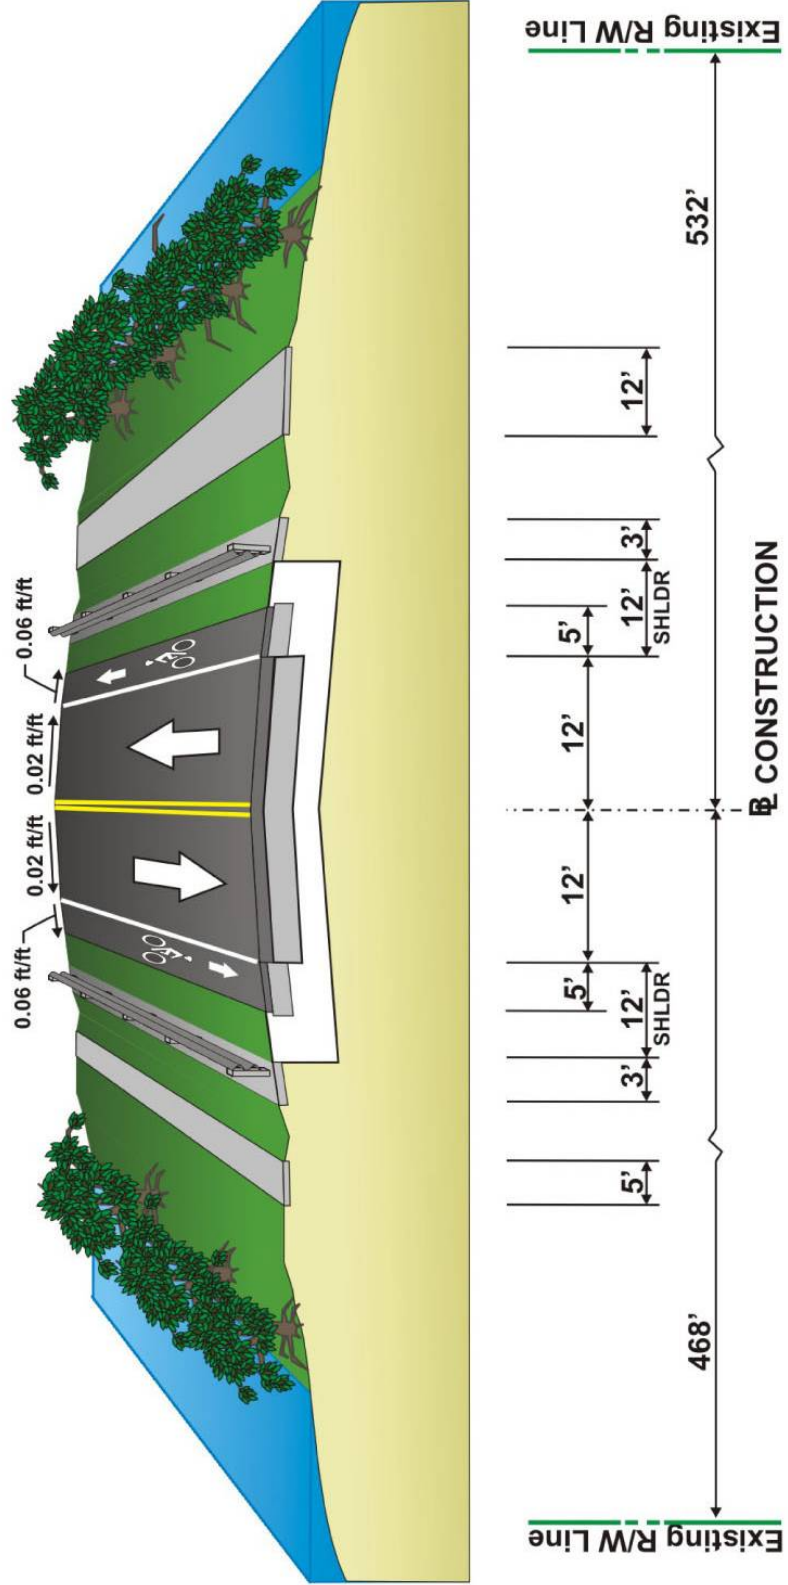 0.06 ft/ft
0.02 ft/ft
0.02 ft/ft
0.06 ft/ft
Existing R/W Line
Existing R/W Line
5'
12'
12'
5'
5'
3'
12'
12'
3'
12'
SHLDR
SHLDR
468'
532'
BL CONSTRUCTION